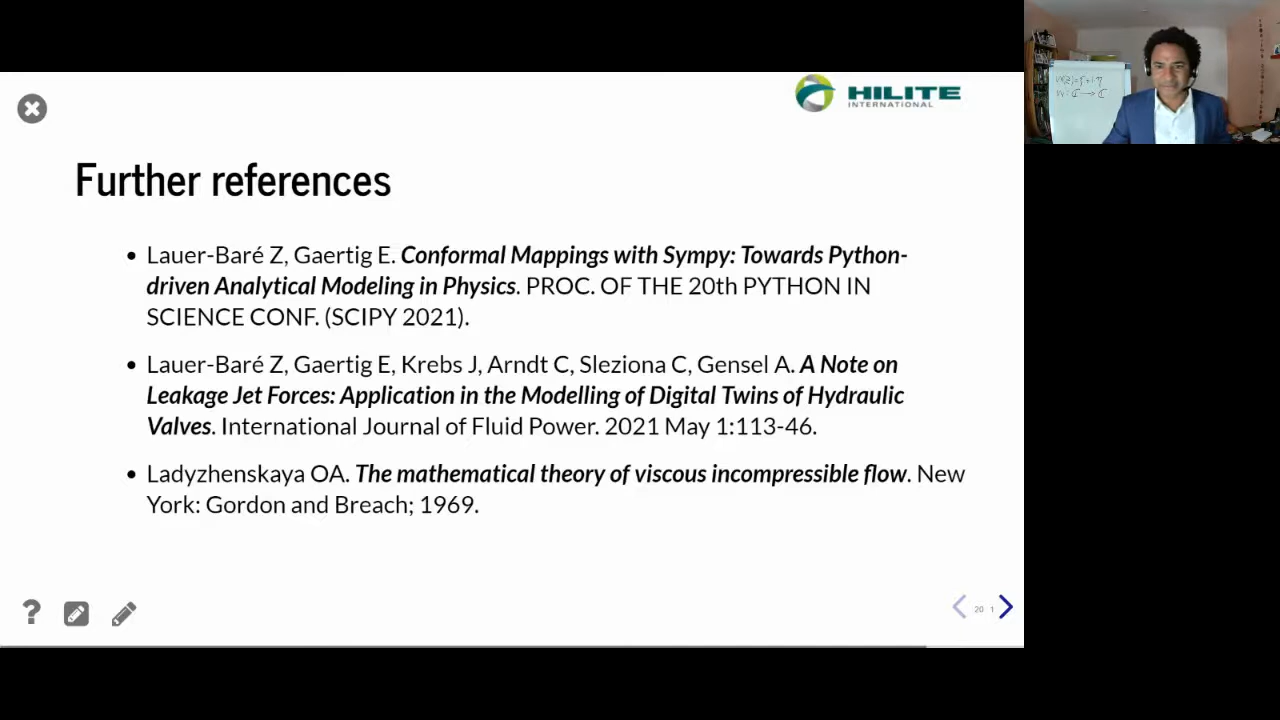 HILITE
INTERNATIONAL
Further references
• Lauer-Baré Z, Gaertig E. Conformal Mappings with Sympy: Towards Python-
driven Analytical Modeling in Physics. PROC. OF THE 20th PYTHON IN
SCIENCE CONF. (SCIPY 2021).
• Lauer-Baré Z, Gaertig E, Krebs J, Arndt C, Sleziona C, Gensel A. A Note on
Leakage Jet Forces: Application in the Modelling of Digital Twins of Hydraulic
Valves. International Journal of Fluid Power. 2021 May 1:113-46.
• Ladyzhenskaya OA. The mathematical theory of viscous incompressible flow. New
York: Gordon and Breach; 1969.
?
20 1